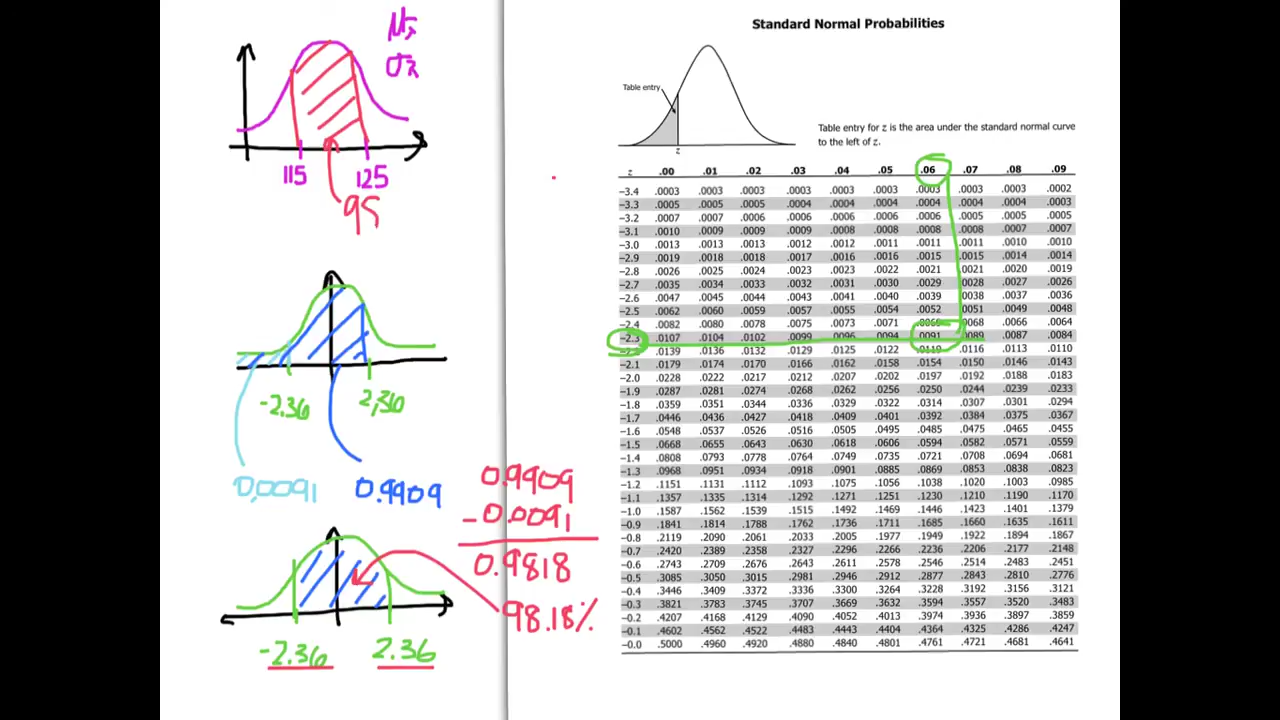 μx̄
σx̄
115 125
95
-2.36 2.36
0.0091 0.9909
0.9909
- 0.0091
0.9818
98.18%
-2.36 2.36
Standard Normal Probabilities
Table entry
z
Table entry for z is the area under the standard normal curve
to the left of z.
z .00 .01 .02 .03 .04 .05 .06 .07 .08 .09
−3.4 .0003 .0003 .0003 .0003 .0003 .0003 .0003 .0003 .0003 .0002
−3.3 .0005 .0005 .0005 .0004 .0004 .0004 .0004 .0004 .0004 .0003
−3.2 .0007 .0007 .0006 .0006 .0006 .0006 .0006 .0005 .0005 .0005
−3.1 .0010 .0009 .0009 .0009 .0008 .0008 .0008 .0008 .0007 .0007
−3.0 .0013 .0013 .0013 .0012 .0012 .0011 .0011 .0011 .0010 .0010
−2.9 .0019 .0018 .0018 .0017 .0016 .0016 .0015 .0015 .0014 .0014
−2.8 .0026 .0025 .0024 .0023 .0023 .0022 .0021 .0021 .0020 .0019
−2.7 .0035 .0034 .0033 .0032 .0031 .0030 .0029 .0028 .0027 .0026
−2.6 .0047 .0045 .0044 .0043 .0041 .0040 .0039 .0038 .0037 .0036
−2.5 .0062 .0060 .0059 .0057 .0055 .0054 .0052 .0051 .0049 .0048
−2.4 .0082 .0080 .0078 .0075 .0073 .0071 .0069 .0068 .0066 .0064
−2.3 .0107 .0104 .0102 .0099 .0096 .0094 .0091 .0089 .0087 .0084
−2.2 .0139 .0136 .0132 .0129 .0125 .0122 .0119 .0116 .0113 .0110
−2.1 .0179 .0174 .0170 .0166 .0162 .0158 .0154 .0150 .0146 .0143
−2.0 .0228 .0222 .0217 .0212 .0207 .0202 .0197 .0192 .0188 .0183
−1.9 .0287 .0281 .0274 .0268 .0262 .0256 .0250 .0244 .0239 .0233
−1.8 .0359 .0351 .0344 .0336 .0329 .0322 .0314 .0307 .0301 .0294
−1.7 .0446 .0436 .0427 .0418 .0409 .0401 .0392 .0384 .0375 .0367
−1.6 .0548 .0537 .0526 .0516 .0505 .0495 .0485 .0475 .0465 .0455
−1.5 .0668 .0655 .0643 .0630 .0618 .0606 .0594 .0582 .0571 .0559
−1.4 .0808 .0793 .0778 .0764 .0749 .0735 .0721 .0708 .0694 .0681
−1.3 .0968 .0951 .0934 .0918 .0901 .0885 .0869 .0853 .0838 .0823
−1.2 .1151 .1131 .1112 .1093 .1075 .1056 .1038 .1020 .1003 .0985
−1.1 .1357 .1335 .1314 .1292 .1271 .1251 .1230 .1210 .1190 .1170
−1.0 .1587 .1562 .1539 .1515 .1492 .1469 .1446 .1423 .1401 .1379
−0.9 .1841 .1814 .1788 .1762 .1736 .1711 .1685 .1660 .1635 .1611
−0.8 .2119 .2090 .2061 .2033 .2005 .1977 .1949 .1922 .1894 .1867
−0.7 .2420 .2389 .2358 .2327 .2296 .2266 .2236 .2206 .2177 .2148
−0.6 .2743 .2709 .2676 .2643 .2611 .2578 .2546 .2514 .2483 .2451
−0.5 .3085 .3050 .3015 .2981 .2946 .2912 .2877 .2843 .2810 .2776
−0.4 .3446 .3409 .3372 .3336 .3300 .3264 .3228 .3192 .3156 .3121
−0.3 .3821 .3783 .3745 .3707 .3669 .3632 .3594 .3557 .3520 .3483
−0.2 .4207 .4168 .4129 .4090 .4052 .4013 .3974 .3936 .3897 .3859
−0.1 .4602 .4562 .4522 .4483 .4443 .4404 .4364 .4325 .4286 .4247
−0.0 .5000 .4960 .4920 .4880 .4840 .4801 .4761 .4721 .4681 .4641